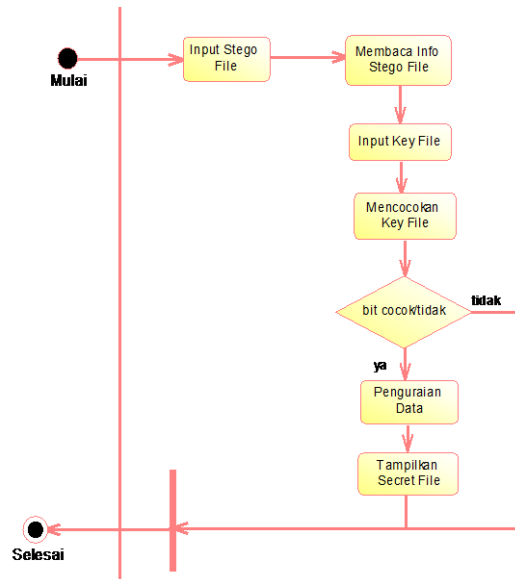 Input Stego
File
Membaca Info
Stego File
Mulai
Input Key File
Mencocokan
Key File
bit cocok/tidak
tidak
ya
Penguraian
Data
Tampilkan
Secret File
Selesai